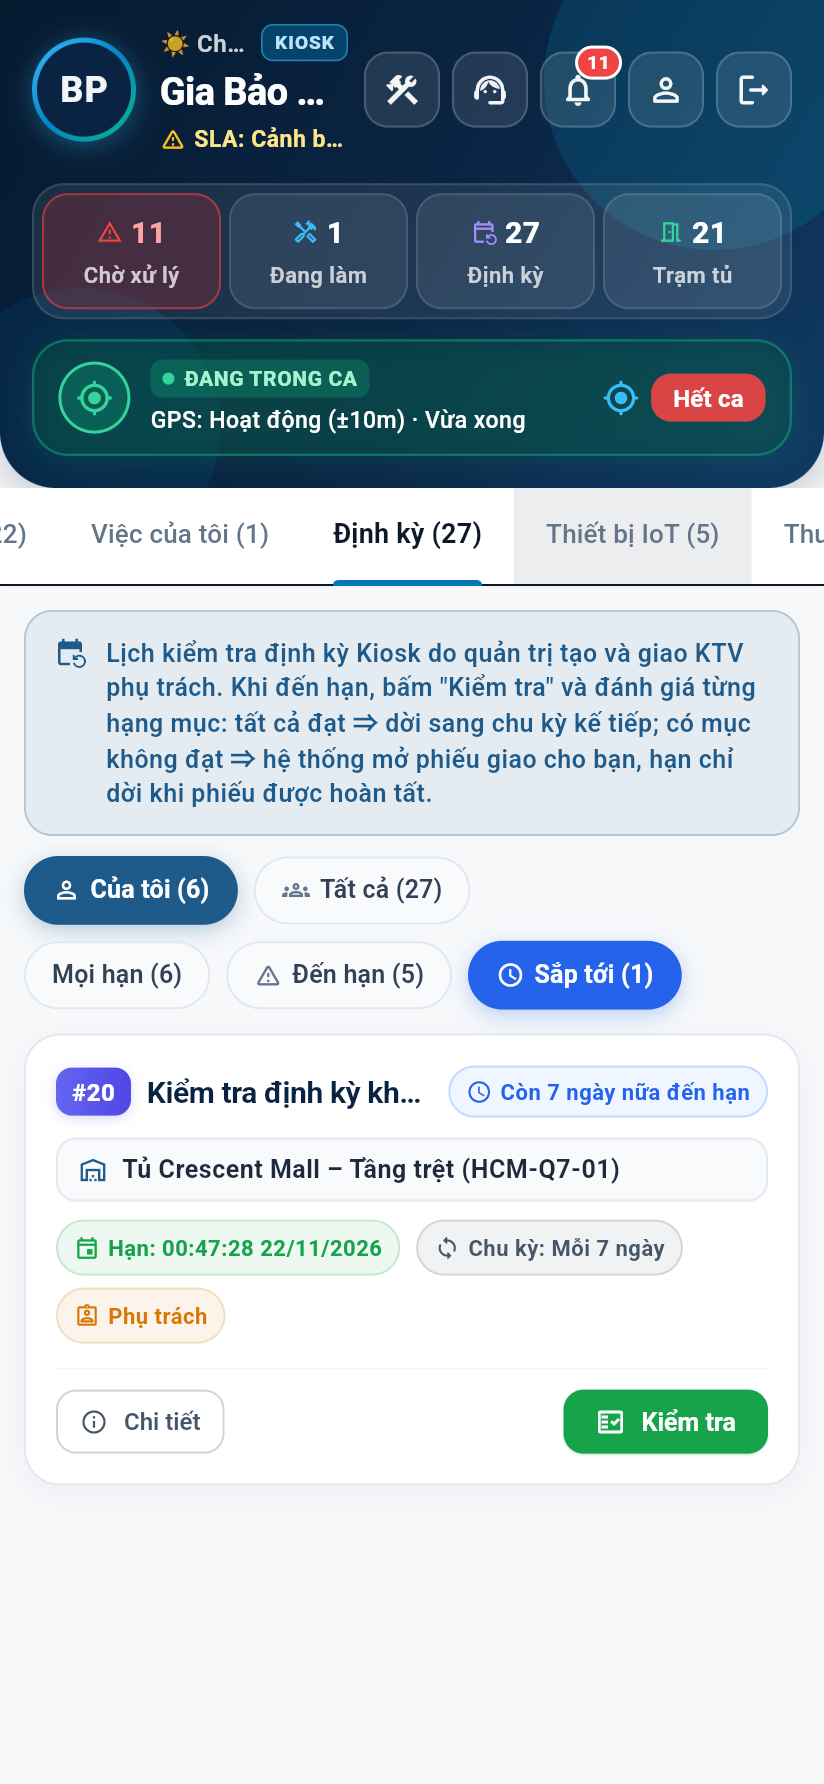 BP
Ch... KIOSK
Gia Bảo ...
SLA: Cảnh b...
11
11
Chờ xử lý
1
Đang làm
27
Định kỳ
21
Trạm tủ
ĐANG TRONG CA
GPS: Hoạt động (±10m) · Vừa xong
Hết ca
22) Việc của tôi (1) Định kỳ (27) Thiết bị IoT (5) Thu
Lịch kiểm tra định kỳ Kiosk do quản trị tạo và giao KTV
phụ trách. Khi đến hạn, bấm "Kiểm tra" và đánh giá từng
hạng mục: tất cả đạt ⇒ dời sang chu kỳ kế tiếp; có mục
không đạt ⇒ hệ thống mở phiếu giao cho bạn, hạn chỉ
dời khi phiếu được hoàn tất.
Của tôi (6) Tất cả (27)
Mọi hạn (6) Đến hạn (5) Sắp tới (1)
#20 Kiểm tra định kỳ kh... Còn 7 ngày nữa đến hạn
Tủ Crescent Mall – Tầng trệt (HCM-Q7-01)
Hạn: 00:47:28 22/11/2026 Chu kỳ: Mỗi 7 ngày
Phụ trách
Chi tiết Kiểm tra